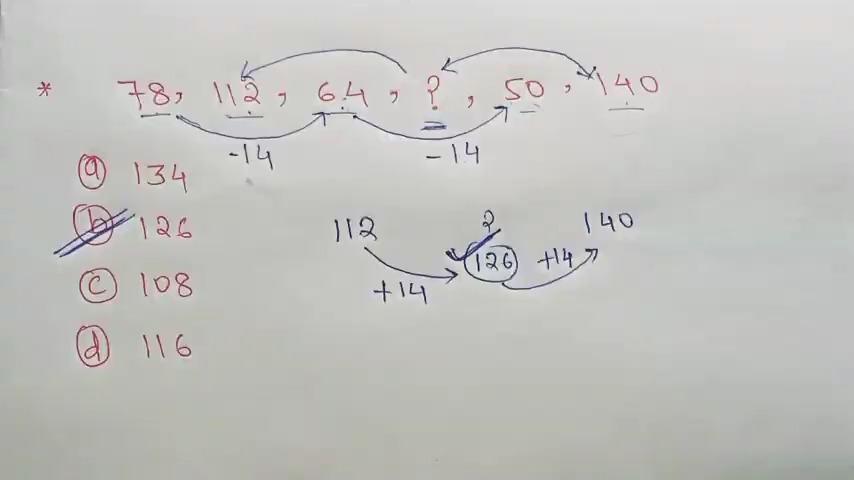 * 78, 112, 64, ?, 50, 140
-14 -14
a 134
b 126
c 108
d 116
112 ? 140
126
+14 +14